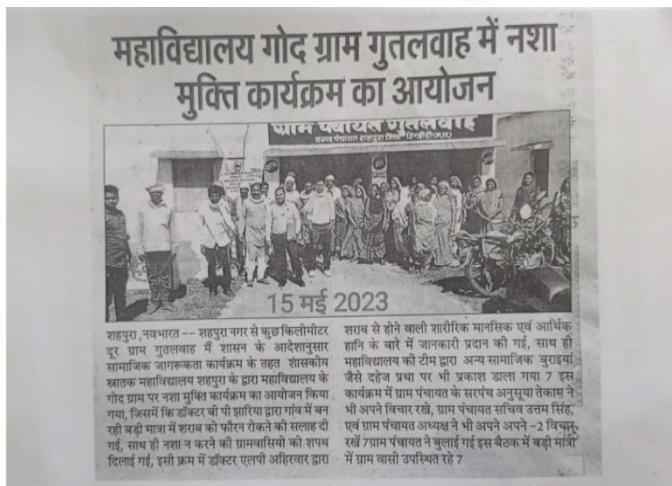 महाविद्यालय गोद ग्राम गुतलवाह में नशा
मुक्ति कार्यक्रम का आयोजन
ग्राम पंचायत गुतलवाह
जनपद पंचायत शहपुरा जिला डिण्डौरी(म.प्र.)
15 मई 2023
शहपुरा ,नवभारत -- शहपुरा नगर से कुछ किलोमीटर
दूर ग्राम गुतलवाह मैं शासन के आदेशानुसार
सामाजिक जागरूकता कार्यक्रम के तहत शासकीय
स्नातक महाविद्यालय शहपुरा के द्वारा महाविद्यालय के
गोद ग्राम पर नशा मुक्ति कार्यक्रम का आयोजन किया
गया, जिसमें कि डॉक्टर बी पी झारिया द्वारा गांव में बन
रही बड़ी मात्रा में शराब को फौरन रोकने की सलाह दी
गई, साथ ही नशा न करने की ग्रामवासियो को शपथ
दिलाई गई, इसी क्रम में डॉक्टर एलपी अहिरवार द्वारा
शराब से होने वाली शारीरिक मानसिक एवं आर्थिक
हानि के बारे में जानकारी प्रदान की गई, साथ ही
महाविद्यालय की टीम द्वारा अन्य सामाजिक बुराइयां
जैसे दहेज प्रथा पर भी प्रकाश डाला गया 7 इस
कार्यक्रम में ग्राम पंचायत के सरपंच अनुसूया तेकाम ने
भी अपने विचार रखे, ग्राम पंचायत सचिव उत्तम सिंह,
एवं ग्राम पंचायत अध्यक्ष ने भी अपने अपने -2 विचार
रखें 7ग्राम पंचायत ने बुलाई गई इस बैठक में बड़ी मात्रा
में ग्राम वासी उपस्थित रहे 7